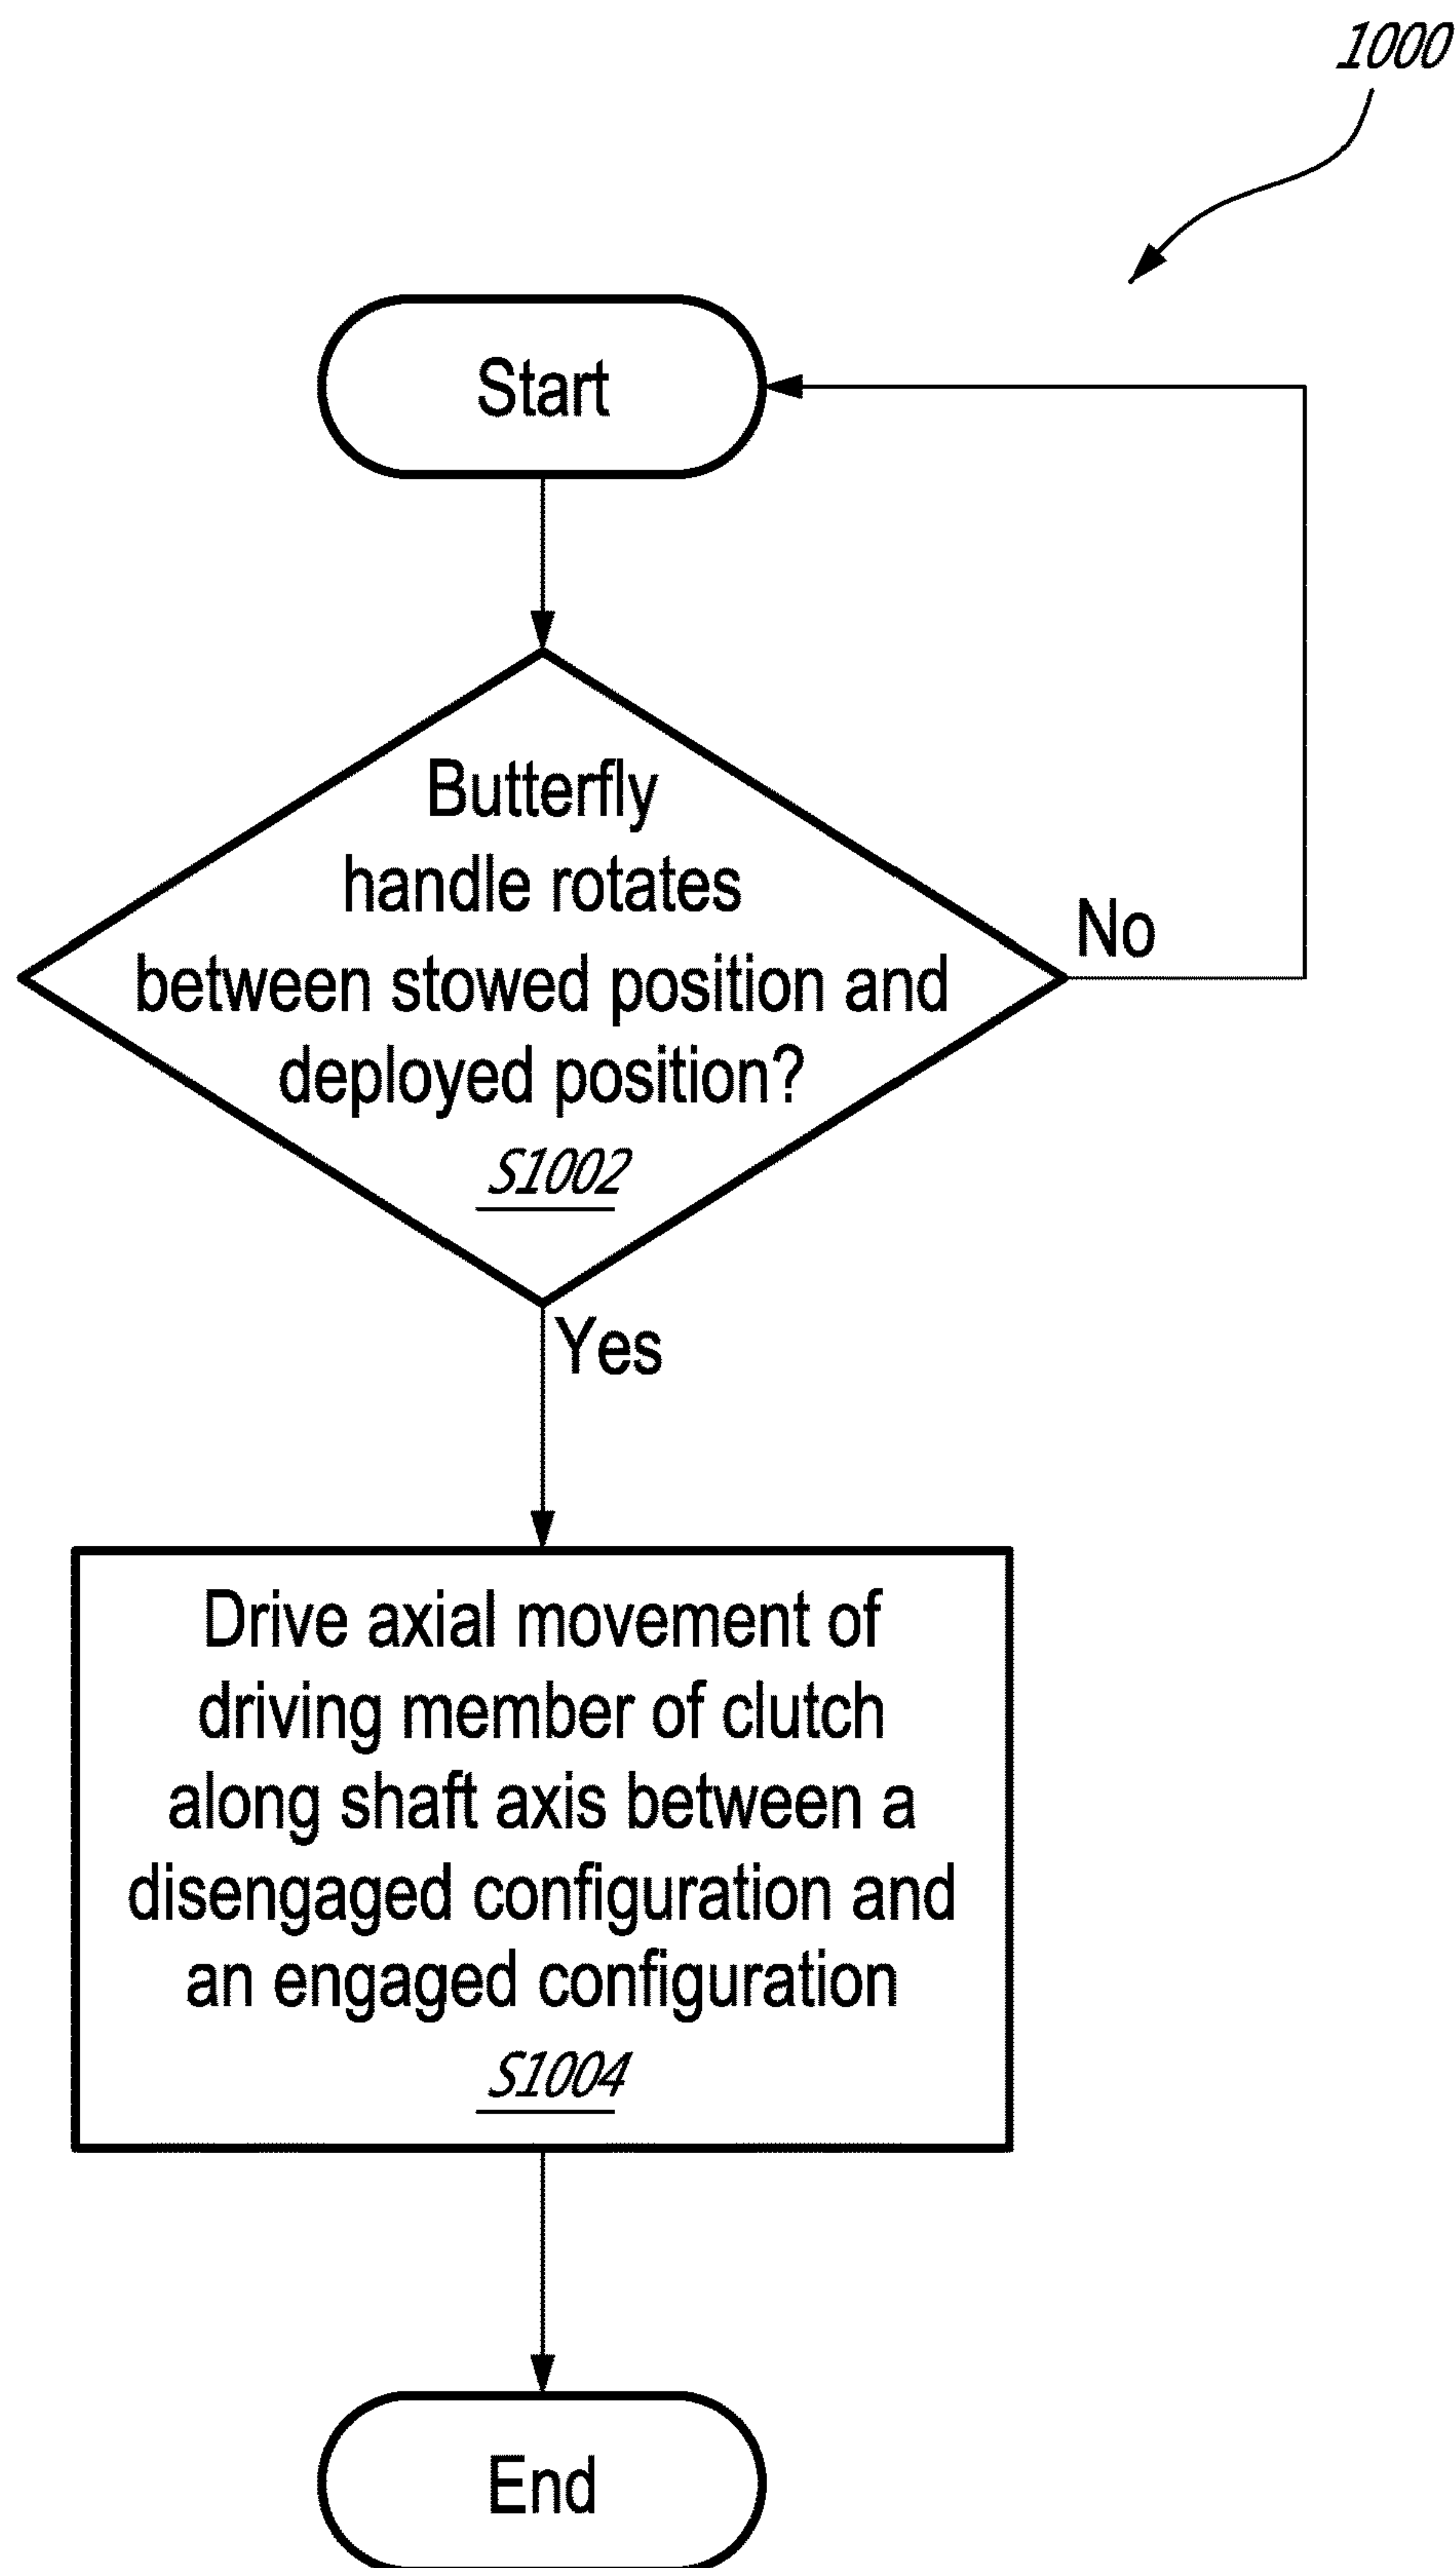 1000
Start
Butterfly
handle rotates
between stowed position and
deployed position?
S1002
No
Yes
Drive axial movement of
driving member of clutch
along shaft axis between a
disengaged configuration and
an engaged configuration
S1004
End